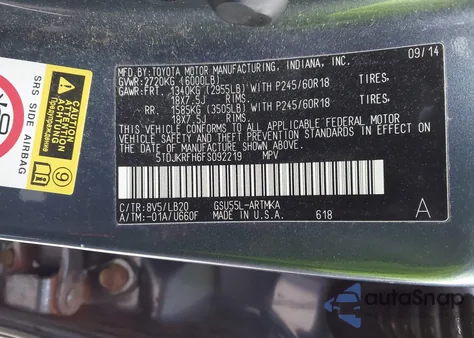 SRS SIDE AIRBAG
CAUTION
ACHTUNG
ATTENTION
MFD. BY:TOYOTA MOTOR MANUFACTURING, INDIANA, INC. 09/14
GVWR:2720KG (6000LB)
GAWR:FRT. 1340KG (2955LB) WITH P245/60R18 TIRES,
18X7.5J RIMS,
RR. 1585KG (3505LB) WITH P245/60R18 TIRES,
18X7.5J RIMS,
THIS VEHICLE CONFORMS TO ALL APPLICABLE FEDERAL MOTOR
VEHICLE SAFETY AND THEFT PREVENTION STANDARDS IN EFFECT
ON THE DATE OF MANUFACTURE SHOWN ABOVE.
5TDJKRFH6FS092219 MPV
C/TR:8V5/LB20 GSU55L-ARTMKA
A/TM:-01A/U660F MADE IN U.S.A. 618 A
autoSnap